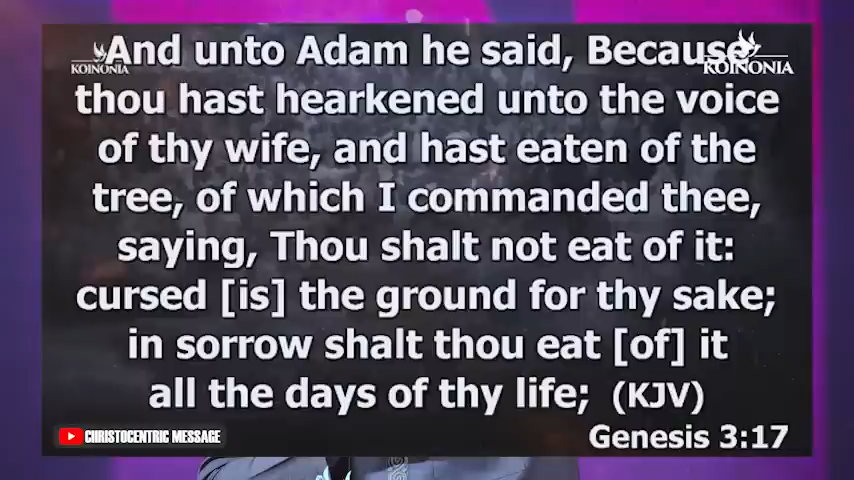 And unto Adam he said, Because
KOINONIA
KOINONIA
thou hast hearkened unto the voice
of thy wife, and hast eaten of the
tree, of which I commanded thee,
saying, Thou shalt not eat of it:
cursed [is] the ground for thy sake;
in sorrow shalt thou eat [of] it
all the days of thy life; (KJV)
CHRISTOCENTRIC MESSAGE
Genesis 3:17